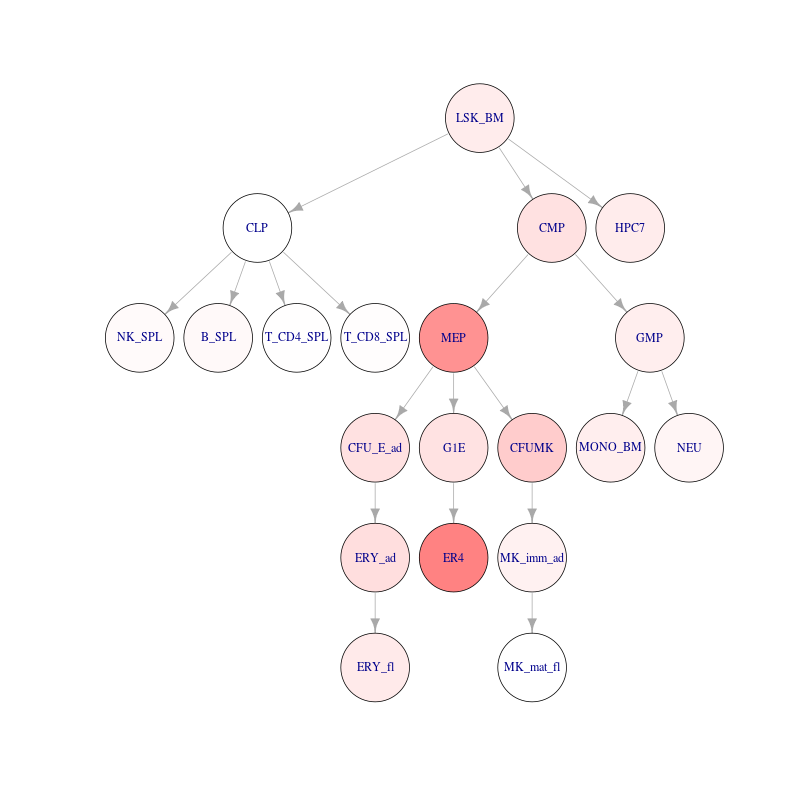 LSK_BM
CLP
CMP
HPC7
NK_SPL
B_SPL
T_CD4_SPL
T_CD8_SPL
MEP
GMP
CFU_E_ad
G1E
CFUMK
MONO_BM
NEU
ERY_ad
ER4
MK_imm_ad
ERY_fl
MK_mat_fl